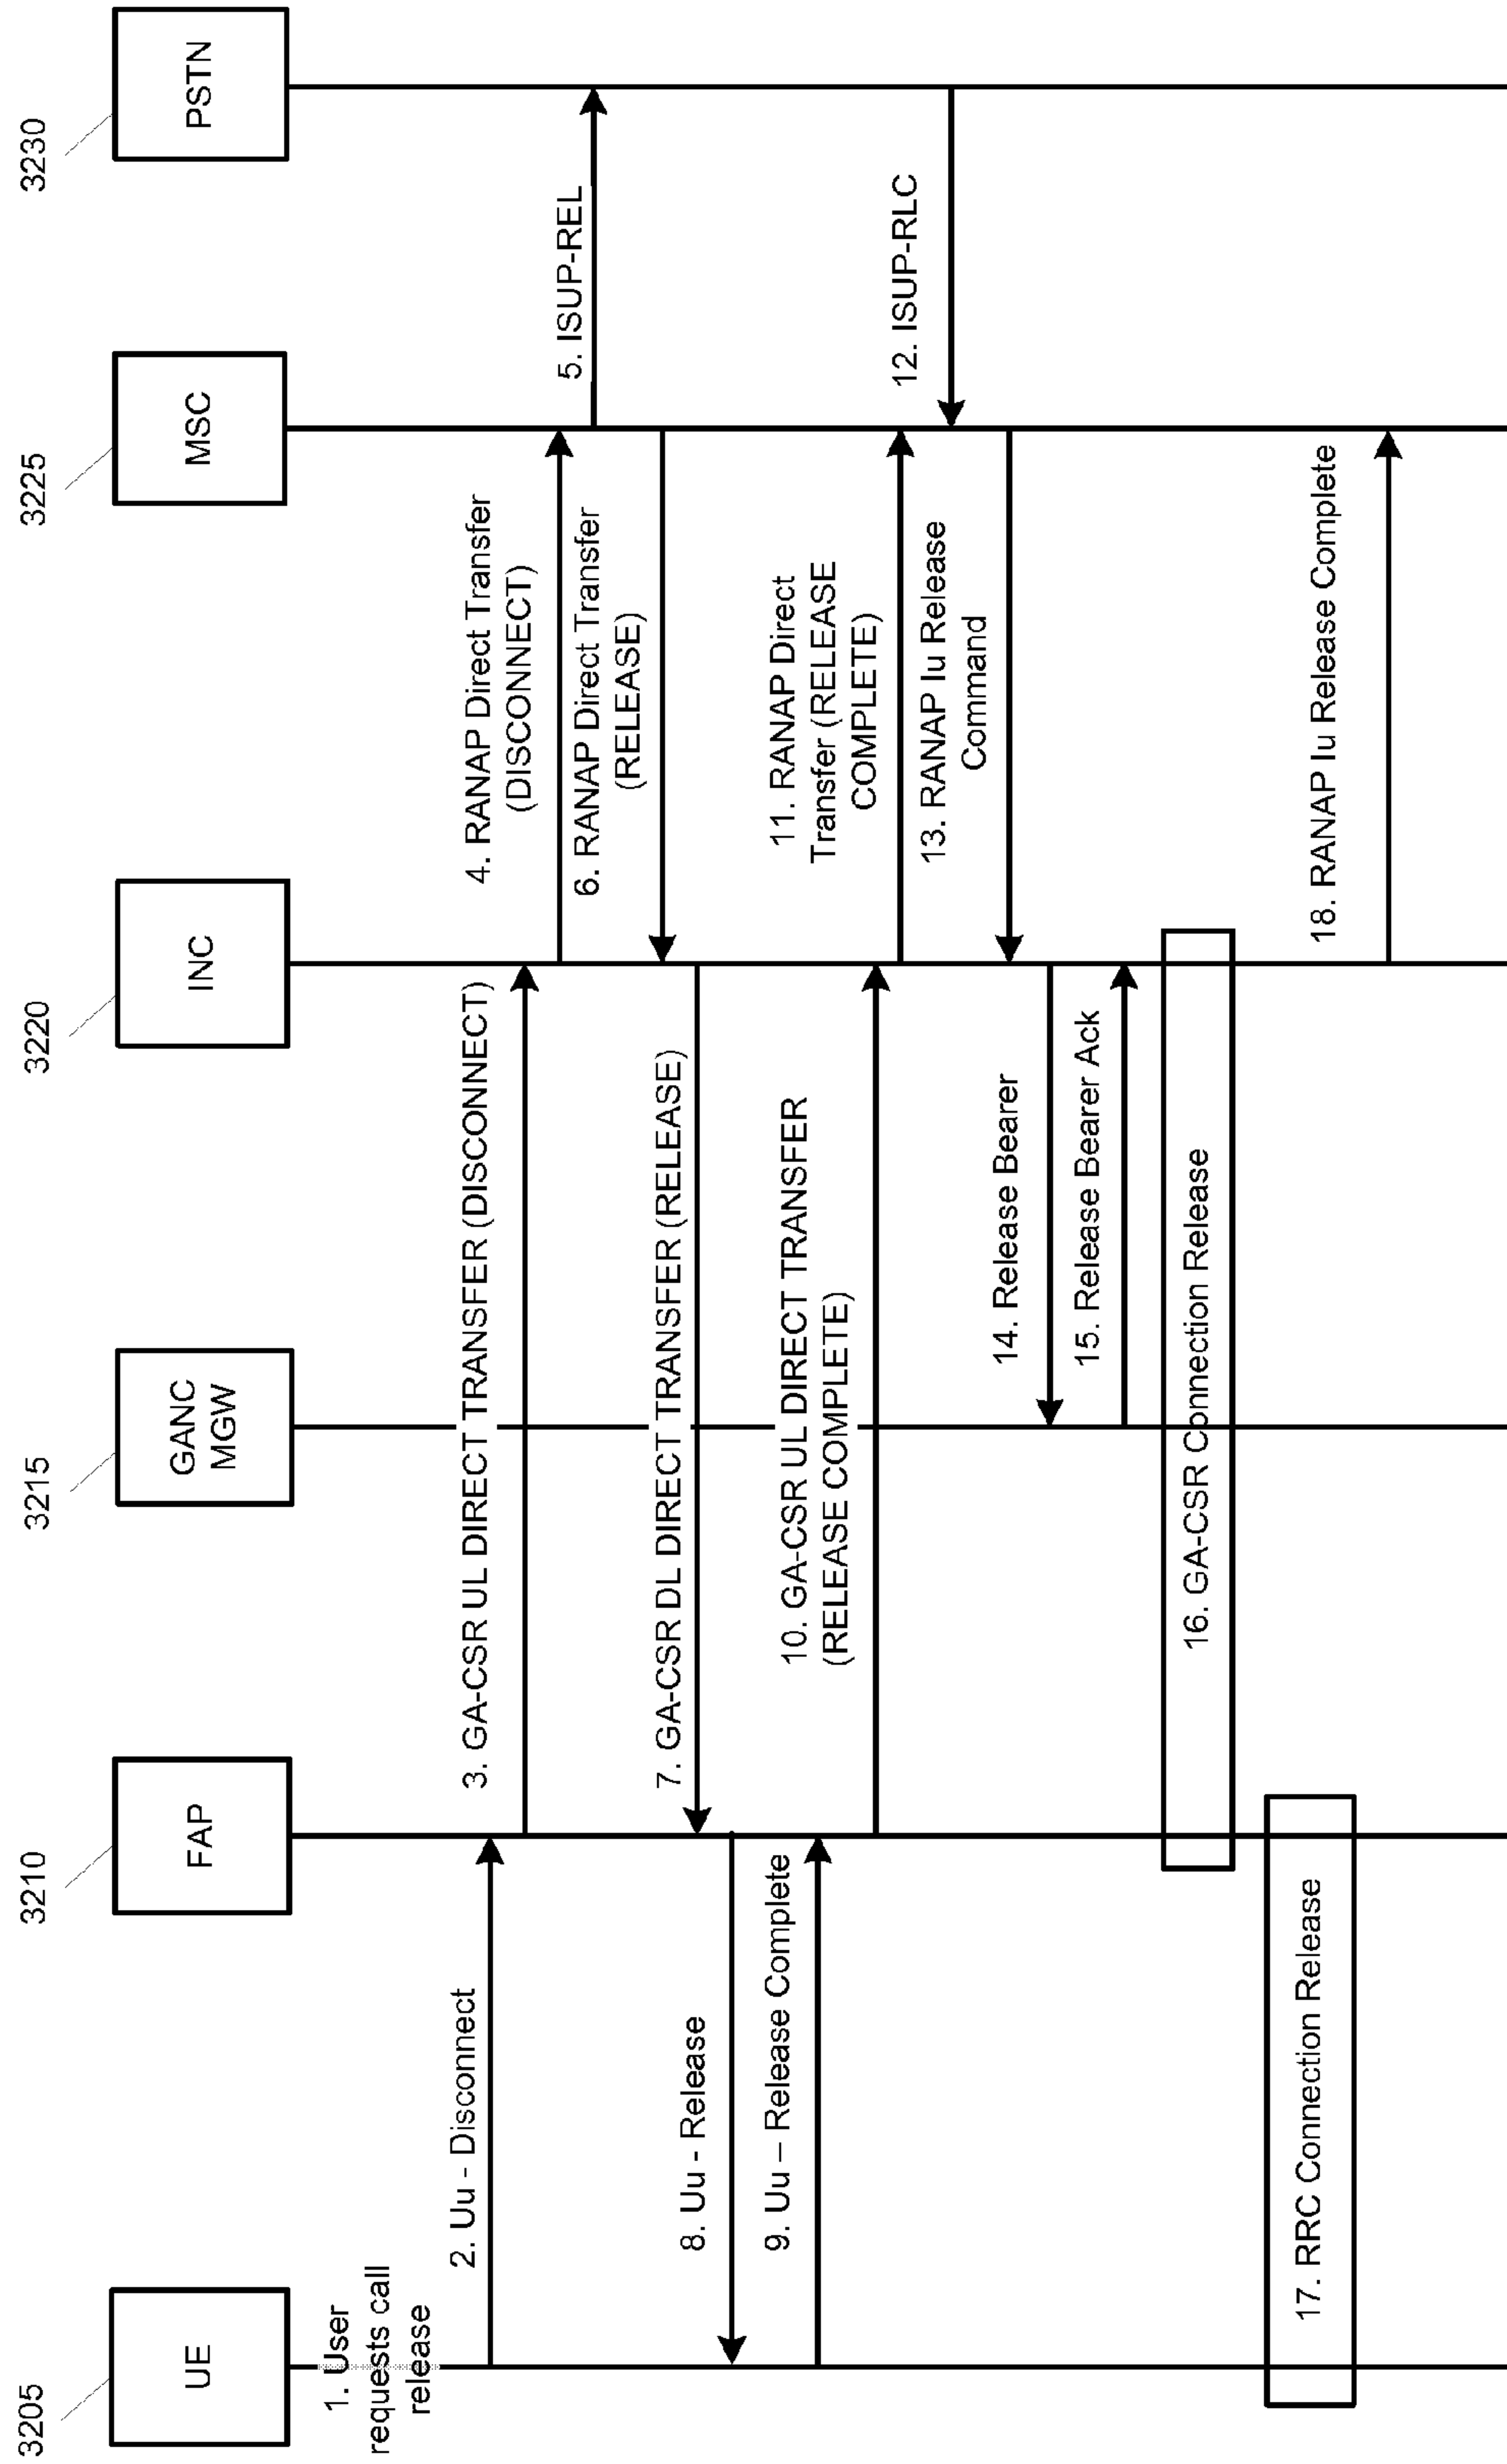 3205
3210
3215
3220
3225
3230
UE
FAP
GANC
MGW
INC
MSC
PSTN
1. User
requests call
release
2. Uu - Disconnect
3. GA-CSR UL DIRECT TRANSFER (DISCONNECT)
4. RANAP Direct Transfer
(DISCONNECT)
5. ISUP-REL
6. RANAP Direct Transfer
(RELEASE)
7. GA-CSR DL DIRECT TRANSFER (RELEASE)
8. Uu - Release
9. Uu – Release Complete
10. GA-CSR UL DIRECT TRANSFER
(RELEASE COMPLETE)
11. RANAP Direct
Transfer (RELEASE
COMPLETE)
12. ISUP-RLC
13. RANAP Iu Release
Command
14. Release Bearer
15. Release Bearer Ack
16. GA-CSR Connection Release
17. RRC Connection Release
18. RANAP Iu Release Complete